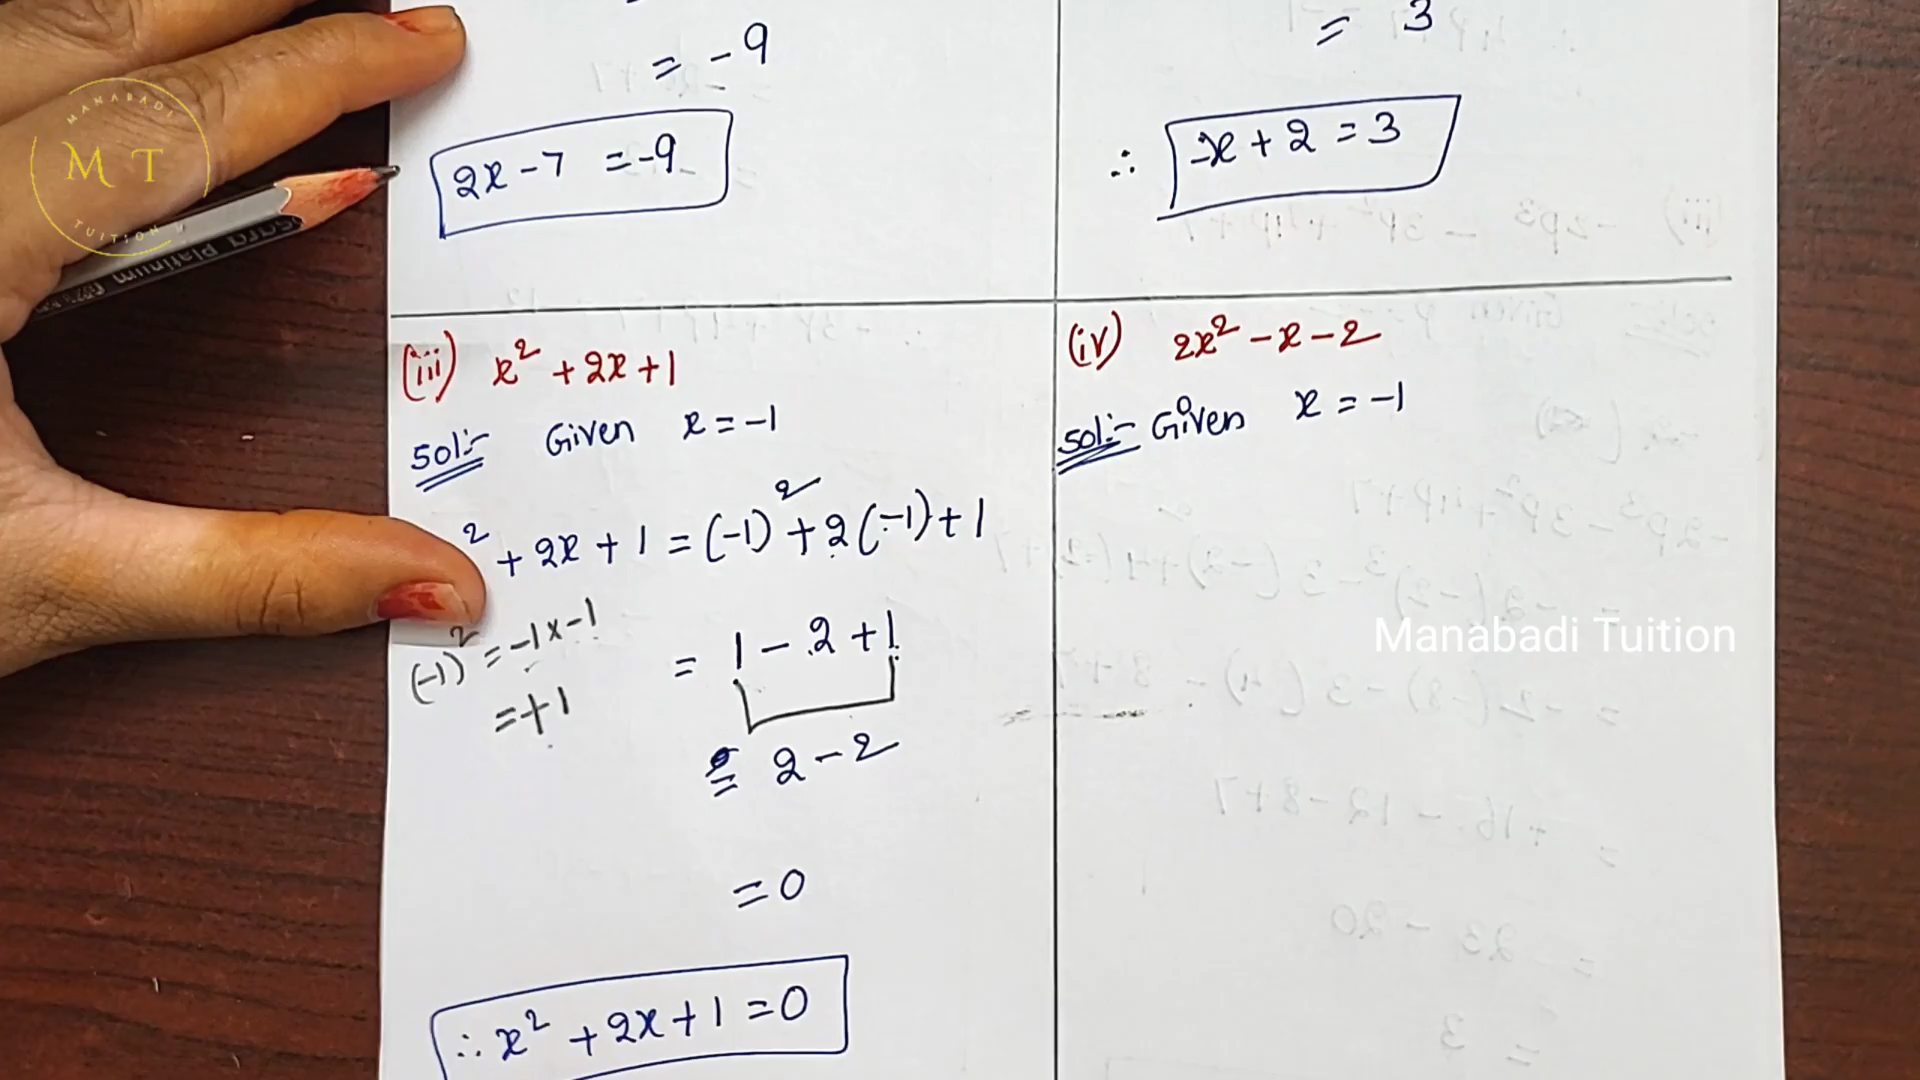 = -9
2x - 7 = -9
= 3
∴ -x + 2 = 3
(iii) x² + 2x + 1
Sol:- Given x = -1
² + 2x + 1 = (-1)² + 2(-1) + 1
(-1)² = -1 x -1
= +1
= 1 - 2 + 1
= 2 - 2
= 0
∴ x² + 2x + 1 = 0
(iv) 2x² - x - 2
Sol:- Given x = -1
MANABADI
MT
TUITION
Platinum
Manabadi Tuition